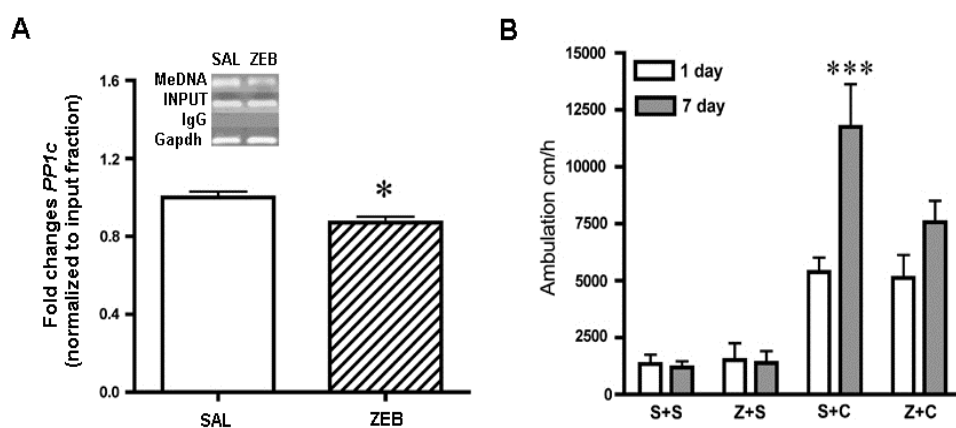 A
Fold changes PP1c
(normalized to input fraction)
1.6
1.2
0.8
0.4
0.0
SAL ZEB
MeDNA
INPUT
IgG
Gapdh
*
SAL ZEB
B
Ambulation cm/h
15000
12500
10000
7500
5000
2500
0
1 day
7 day
***
S+S Z+S S+C Z+C